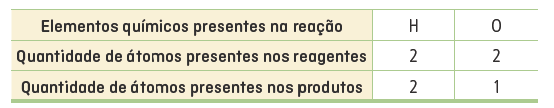 Elementos químicos presentes na reação H O
Quantidade de átomos presentes nos reagentes 2 2
Quantidade de átomos presentes nos produtos 2 1